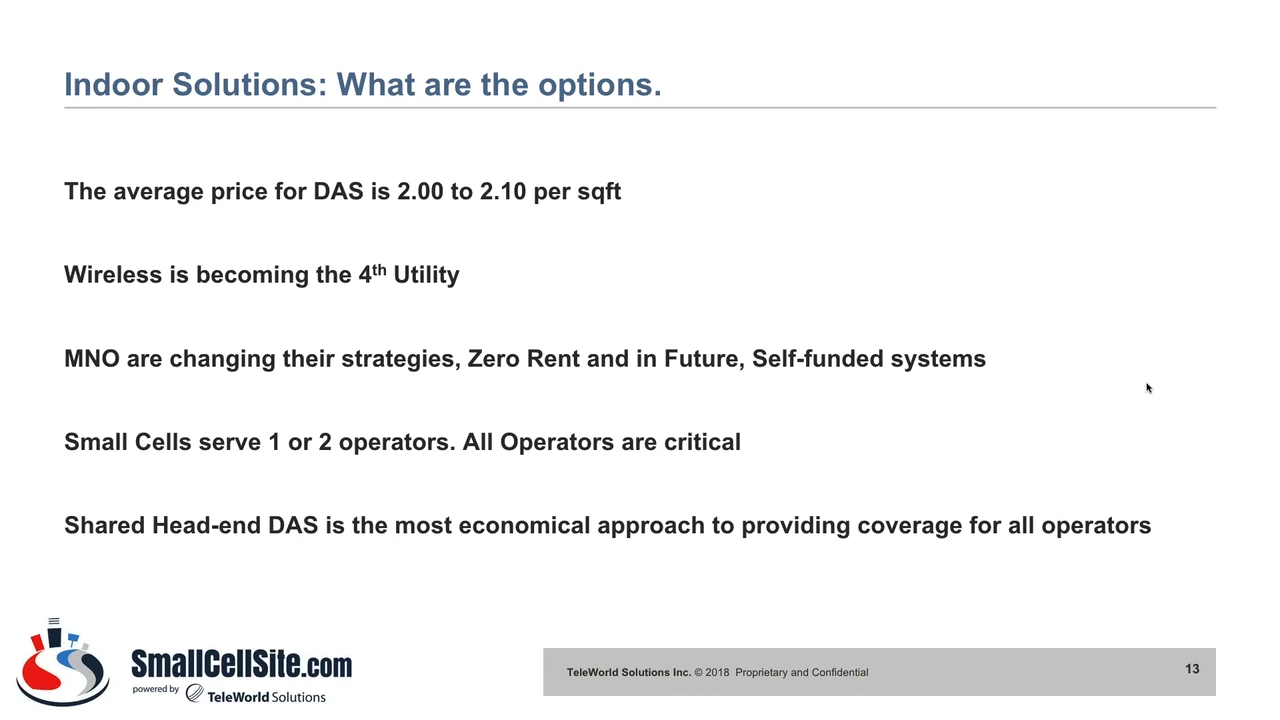 Indoor Solutions: What are the options.
The average price for DAS is 2.00 to 2.10 per sqft
Wireless is becoming the 4th Utility
MNO are changing their strategies, Zero Rent and in Future, Self-funded systems
Small Cells serve 1 or 2 operators. All Operators are critical
Shared Head-end DAS is the most economical approach to providing coverage for all operators
SmallCellSite.com
powered by TeleWorld Solutions
TeleWorld Solutions Inc. © 2018 Proprietary and Confidential
13